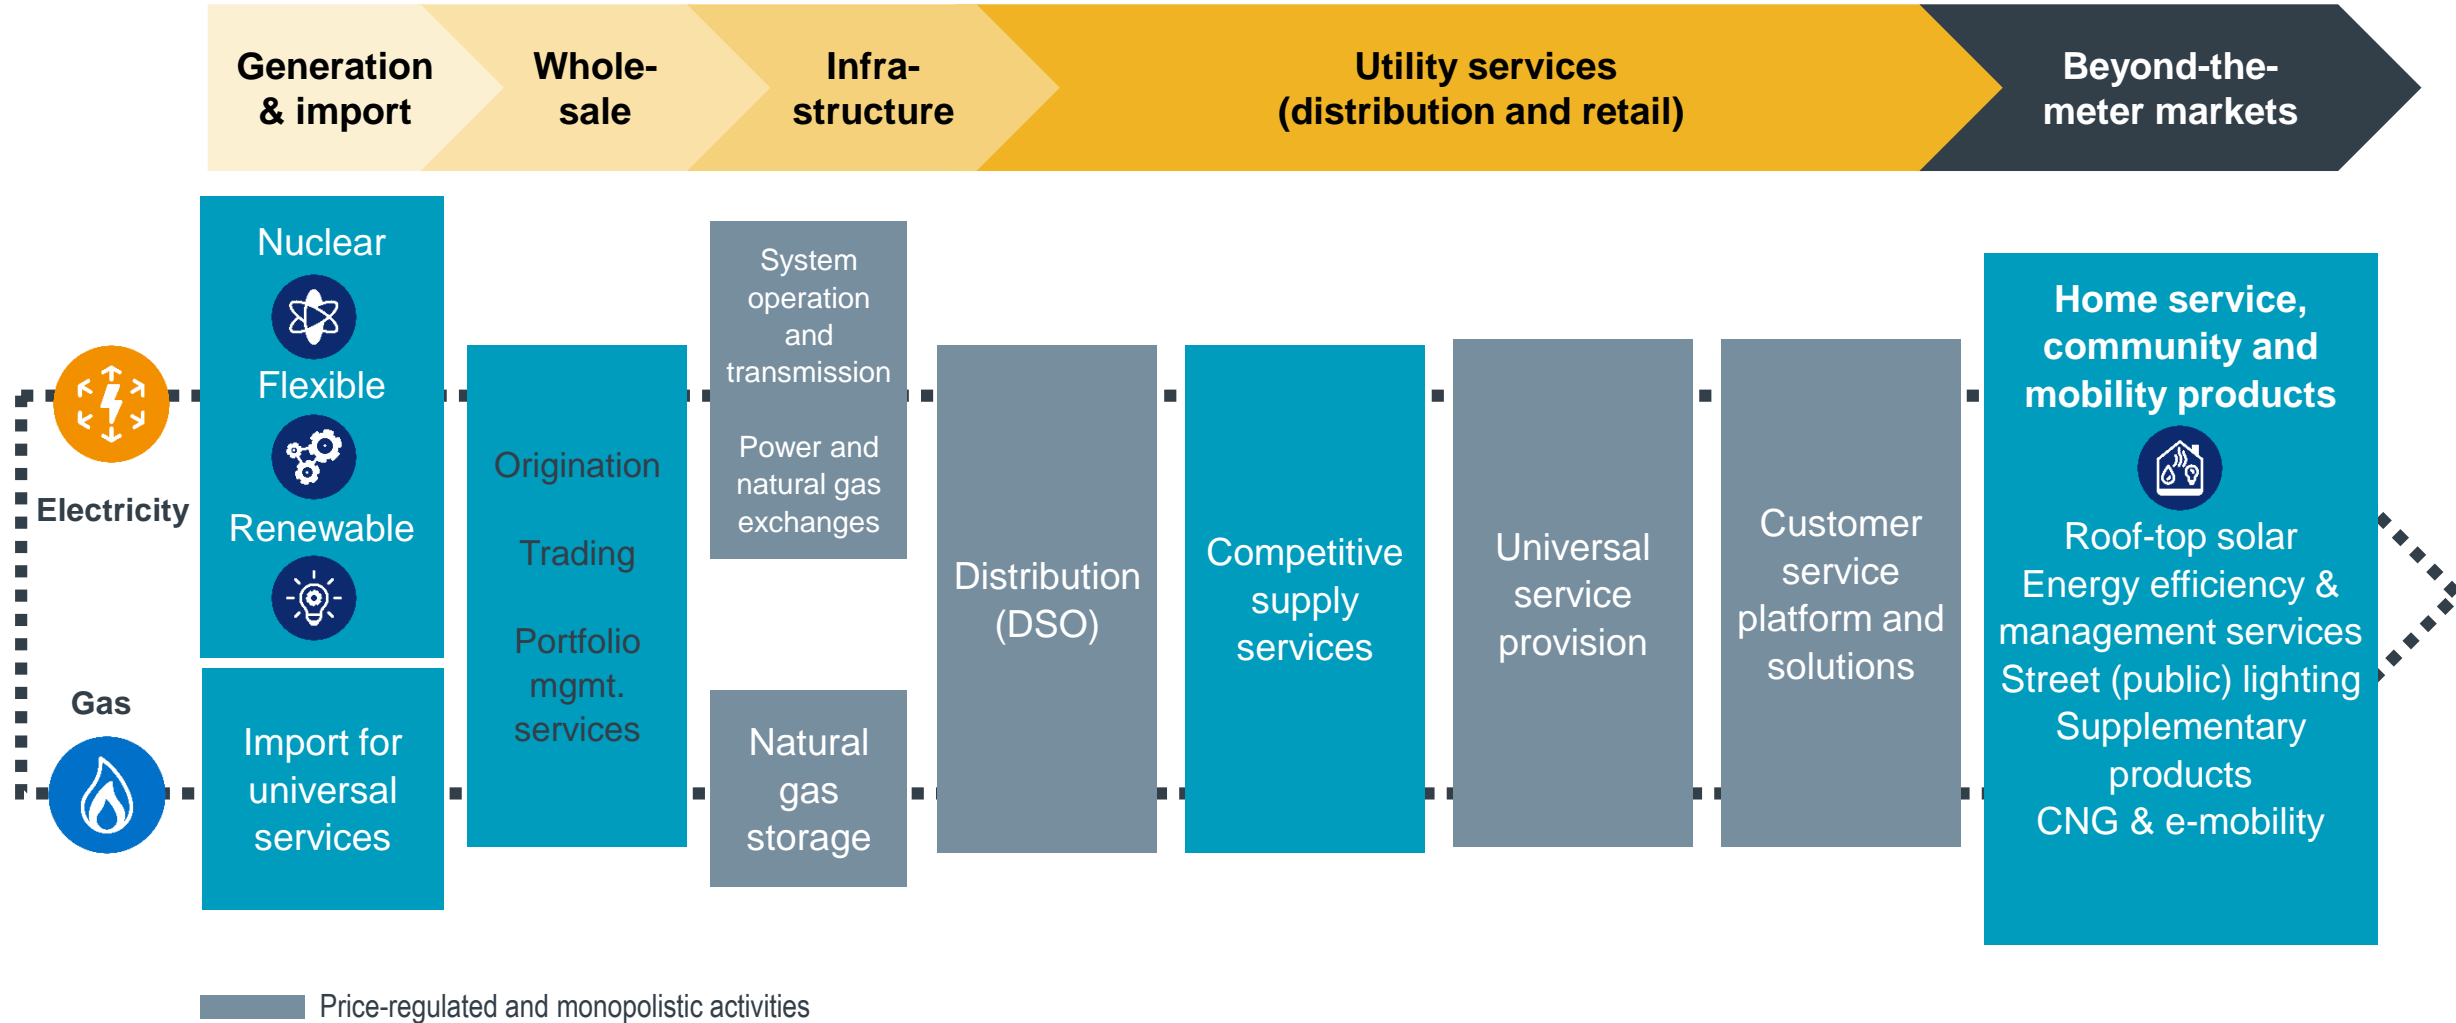 Generation
& import
Whole-
sale
Infra-
structure
Utility services
(distribution and retail)
Beyond-the-
meter markets
Electricity
Gas
Nuclear
Flexible
Renewable
Import for
universal
services
Origination
Trading
Portfolio
mgmt.
services
System
operation
and
transmission
Power and
natural gas
exchanges
Natural
gas
storage
Distribution
(DSO)
Competitive
supply
services
Universal
service
provision
Customer
service
platform and
solutions
Home service,
community and
mobility products
Roof-top solar
Energy efficiency &
management services
Street (public) lighting
Supplementary
products
CNG & e-mobility
Price-regulated and monopolistic activities